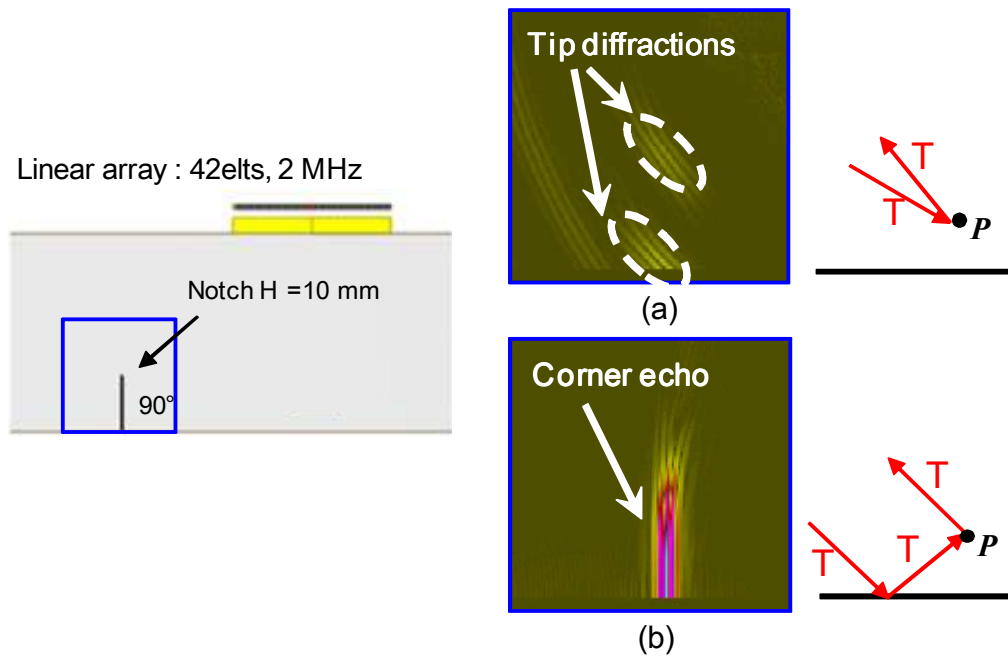 Linear array : 42elts, 2 MHz
Notch H =10 mm
90°
Tip diffractions
T
T
P
(a)
Corner echo
T
T
T
P
(b)